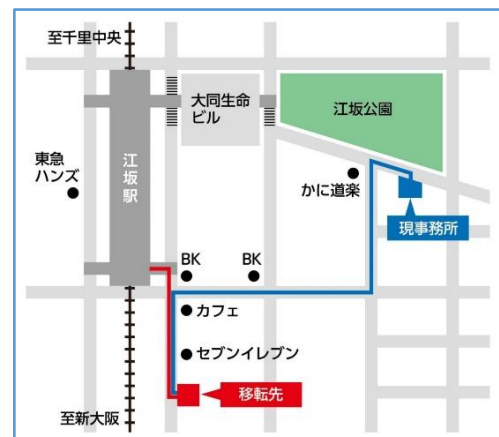 至千里中央
大同生命
ビル
江坂公園
東急
ハンズ
江坂駅
かに道楽
現事務所
BK
BK
カフェ
セブンイレブン
移転先
至新大阪